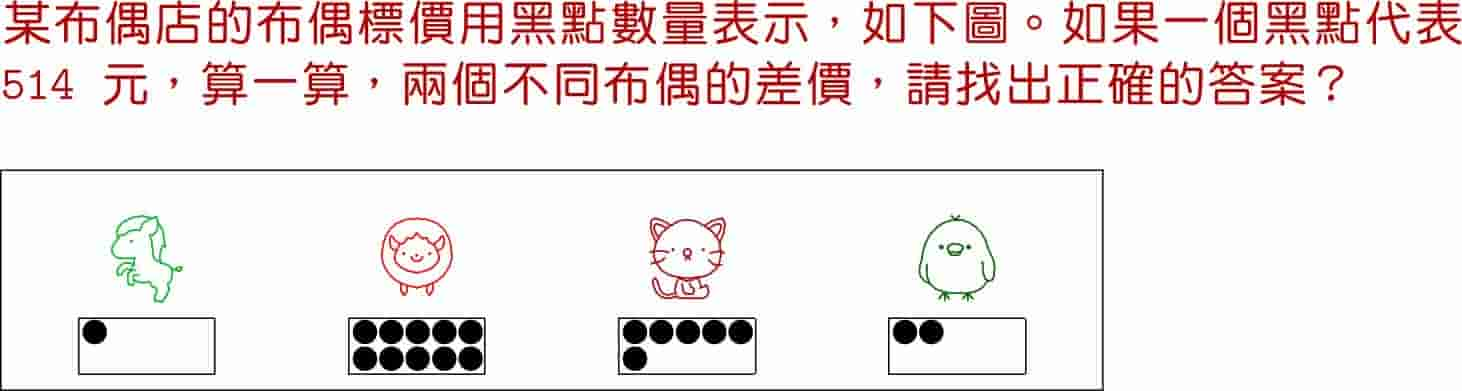 某布偶店的布偶標價用黑點數量表示，如下圖。如果一個黑點代表
514 元，算一算，兩個不同布偶的差價，請找出正確的答案？